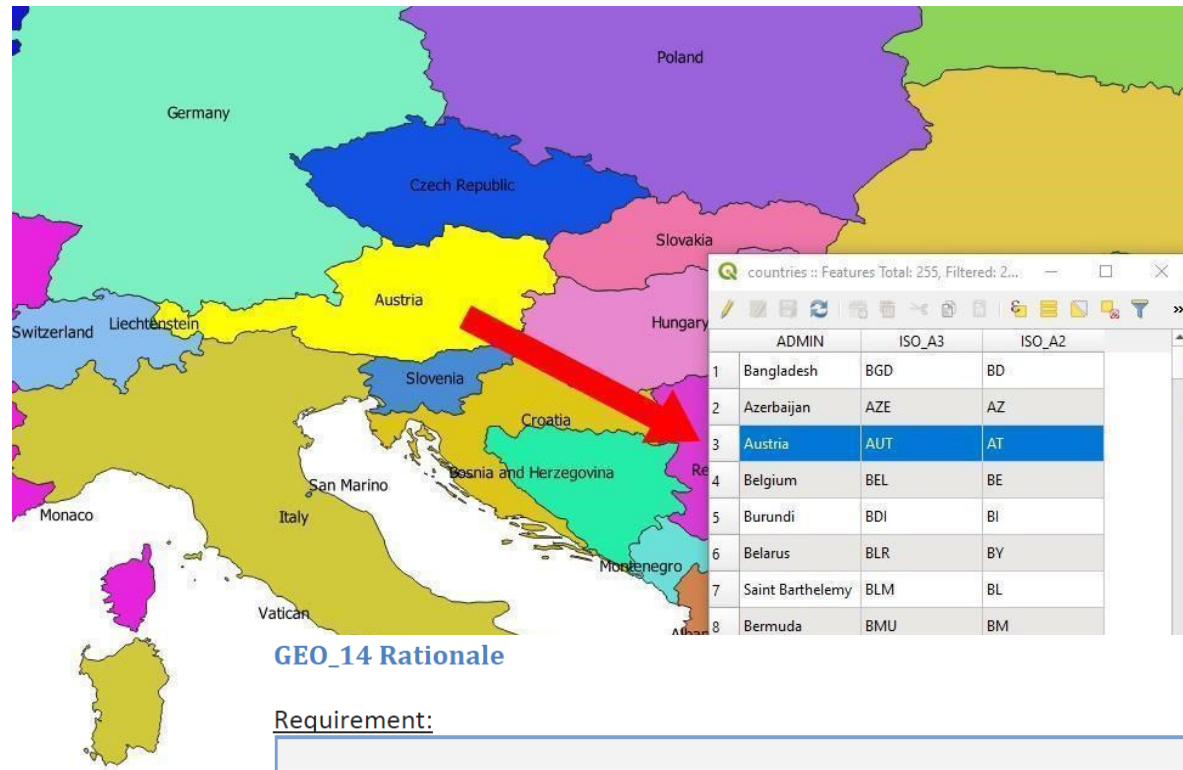 Poland
Germany
Czech Republic
Slovakia
Austria
Switzerland
Liechtenstein
Hungary
Slovenia
Croatia
Bosnia and Herzegovina
San Marino
Monaco
Italy
Montenegro
Vatican
countries :: Features Total: 255, Filtered: 2...
ADMIN ISO_A3 ISO_A2
1 Bangladesh BGD BD
2 Azerbaijan AZE AZ
3 Austria AUT AT
4 Belgium BEL BE
5 Burundi BDI BI
6 Belarus BLR BY
7 Saint Barthelemy BLM BL
8 Bermuda BMU BM
GEO_14 Rationale
Requirement: